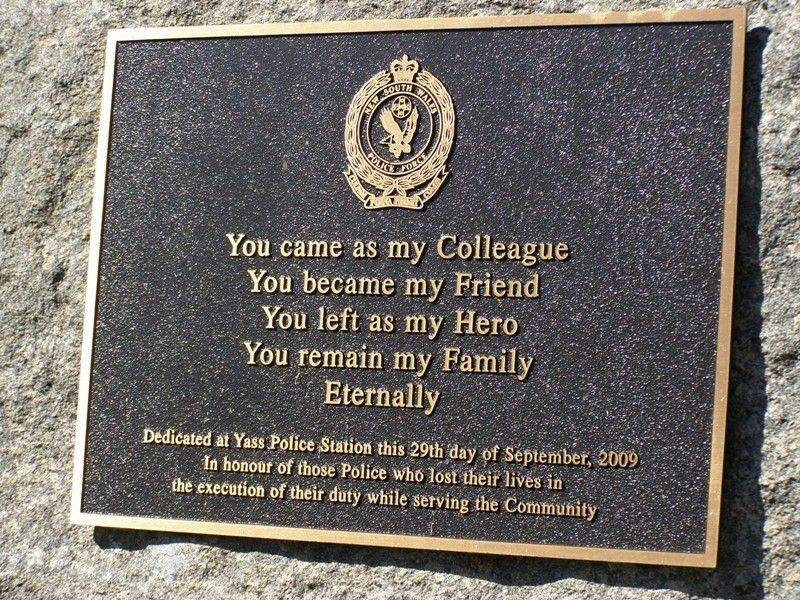 NEW SOUTH WALES
POLICE FORCE
You came as my Colleague
You became my Friend
You left as my Hero
You remain my Family
Eternally
Dedicated at Yass Police Station this 29th day of September, 2009
In honour of those Police who lost their lives in
the execution of their duty while serving the Community